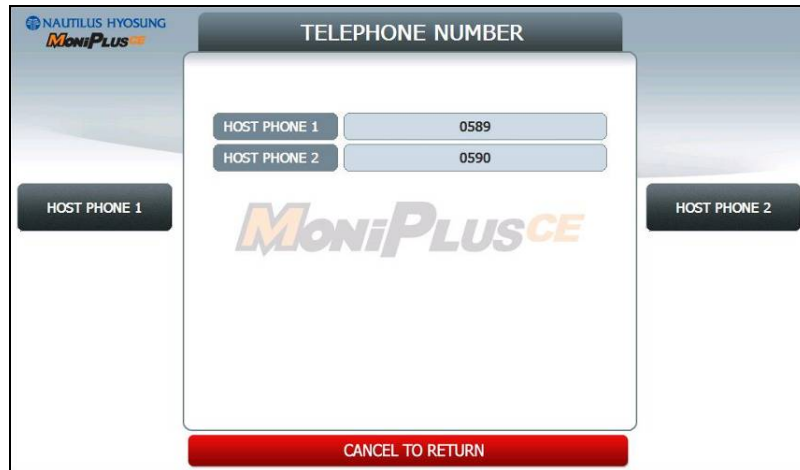 NAUTILUS HYOSUNG
MoniPlusCE
TELEPHONE NUMBER
HOST PHONE 1 0589
HOST PHONE 2 0590
HOST PHONE 1
HOST PHONE 2
MoniPlusCE
CANCEL TO RETURN